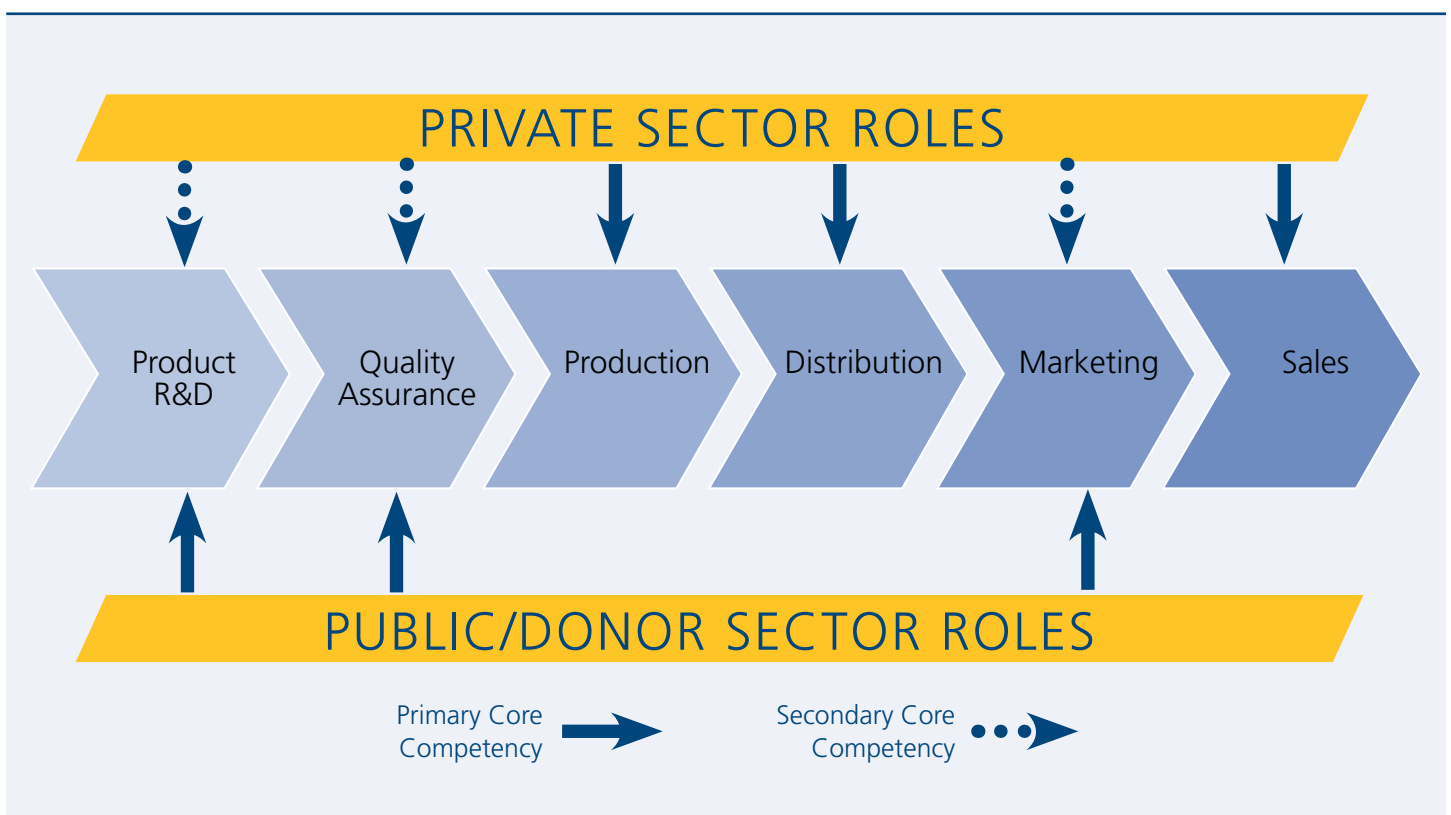 PRIVATE SECTOR ROLES
Product
R&D
Quality
Assurance
Production
Distribution
Marketing
Sales
PUBLIC/DONOR SECTOR ROLES
Primary Core
Competency
Secondary Core
Competency